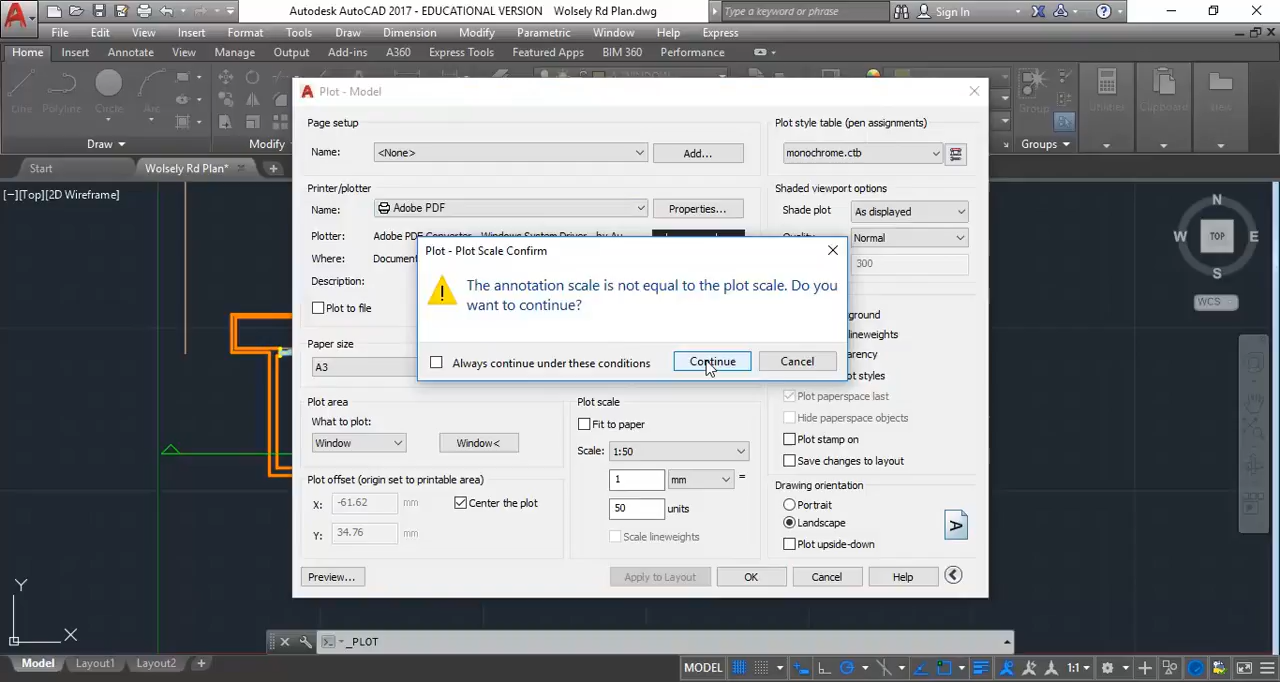 Autodesk AutoCAD 2017 - EDUCATIONAL VERSION Wolsely Rd Plan.dwg
Type a keyword or phrase
Sign In
File Edit View Insert Format Tools Draw Dimension Modify Parametric Window Help Express
Home Insert Annotate View Manage Output Add-ins A360 Express Tools Featured Apps BIM 360 Performance
Line Polyline Circle Arc
Group Utilities Clipboard View
Draw Modify Groups
Start Wolsely Rd Plan*
[−][Top][2D Wireframe]
N
W TOP E
S
WCS
Plot - Model
Page setup
Name: <None> Add...
Printer/plotter
Name: Adobe PDF Properties...
Plotter:
Where:
Description:
Plot to file
Paper size
A3
Plot area
What to plot:
Window Window<
Plot offset (origin set to printable area)
X: -61.62 mm Center the plot
Y: 34.76 mm
Preview...
Plot scale
Fit to paper
Scale: 1:50
1 mm =
50 units
Scale lineweights
Plot style table (pen assignments)
monochrome.ctb
Shaded viewport options
Shade plot As displayed
Normal
300
Plot paperspace last
Hide paperspace objects
Plot stamp on
Save changes to layout
Drawing orientation
Portrait
Landscape
Plot upside-down
A
Apply to Layout OK Cancel Help
Plot - Plot Scale Confirm
The annotation scale is not equal to the plot scale. Do you
want to continue?
Always continue under these conditions Continue Cancel
Y
X
_PLOT
Model Layout1 Layout2 +
MODEL 1:1